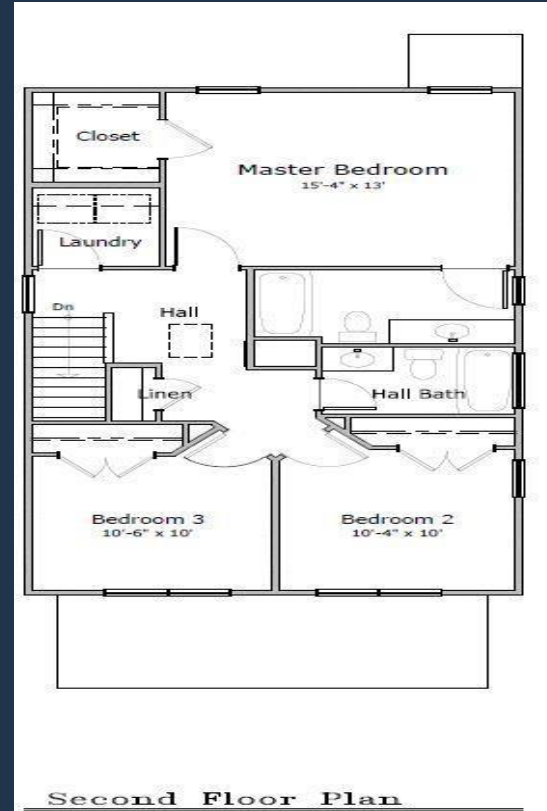 Closet
Master Bedroom
15'-4" x 13'
Laundry
Dn
Hall
Linen
Hall Bath
Bedroom 3
10'-6" x 10'
Bedroom 2
10'-4" x 10'
Second Floor Plan